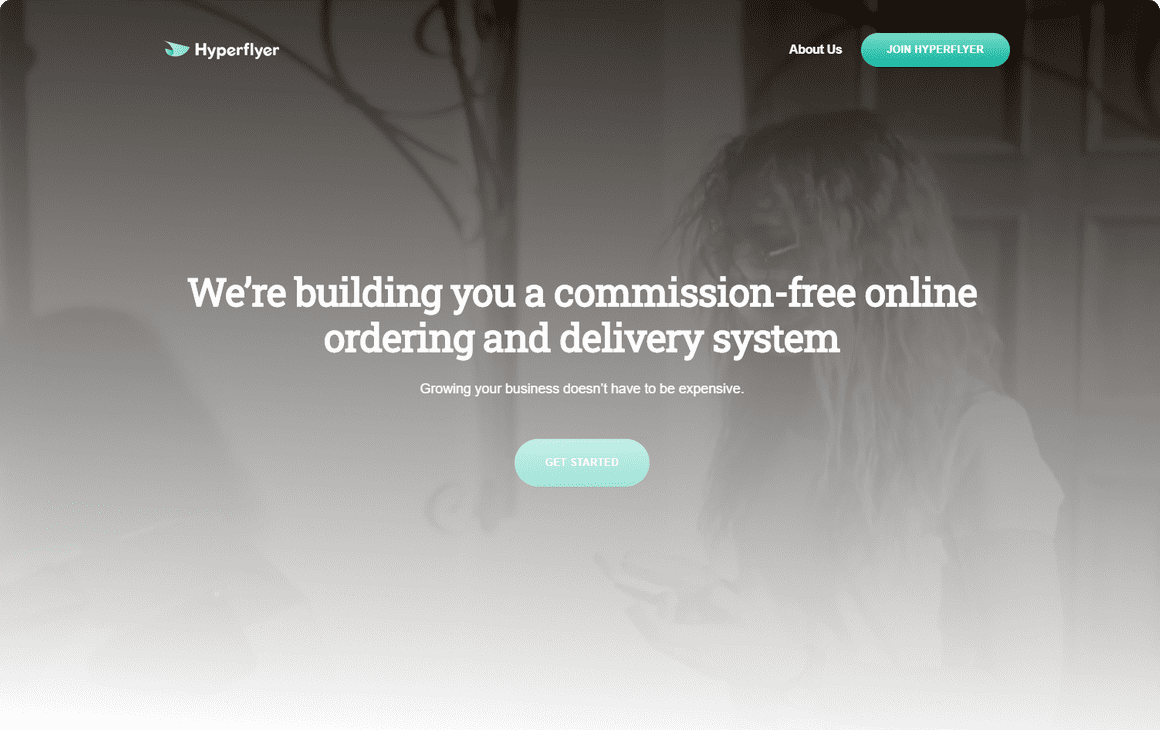 Hyperflyer
About Us
JOIN HYPERFLYER
We’re building you a commission-free online
ordering and delivery system
Growing your business doesn’t have to be expensive.
GET STARTED